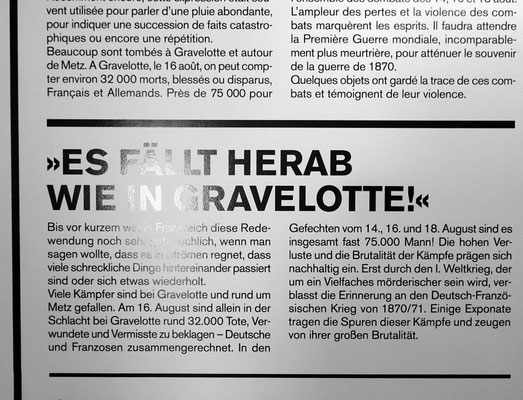 vent utilisée pour parler d'une pluie abondante,
pour indiquer une succession de faits catastro-
phiques ou encore une répétition.
Beaucoup sont tombés à Gravelotte et autour
de Metz. A Gravelotte, le 16 août, on peut comp-
ter environ 32 000 morts, blessés ou disparus,
Français et Allemands. Près de 75 000 pour
L'ampleur des pertes et la violence des com-
bats marquèrent les esprits. Il faudra attendre
la Première Guerre mondiale, incomparable-
ment plus meurtrière, pour atténuer le souvenir
de la guerre de 1870.
Quelques objets ont gardé la trace de ces com-
bats et témoignent de leur violence.
»ES FÄLLT HERAB
WIE IN GRAVELOTTE!«
Bis vor kurzem war in Frankreich diese Rede-
wendung noch sehr gebräuchlich, wenn man
sagen wollte, dass es in Strömen regnet, dass
viele schreckliche Dinge hintereinander passiert
sind oder sich etwas wiederholt.
Viele Kämpfer sind bei Gravelotte und rund um
Metz gefallen. Am 16. August sind allein in der
Schlacht bei Gravelotte rund 32.000 Tote, Ver-
wundete und Vermisste zu beklagen – Deutsche
und Franzosen zusammengerechnet. In den
Gefechten vom 14., 16. und 18. August sind es
insgesamt fast 75.000 Mann! Die hohen Ver-
luste und die Brutalität der Kämpfe prägen sich
nachhaltig ein. Erst durch den I. Weltkrieg, der
um ein Vielfaches mörderischer sein wird, ver-
blasst die Erinnerung an den Deutsch-Franzö-
sischen Krieg von 1870/71. Einige Exponate
tragen die Spuren dieser Kämpfe und zeugen
von ihrer großen Brutalität.